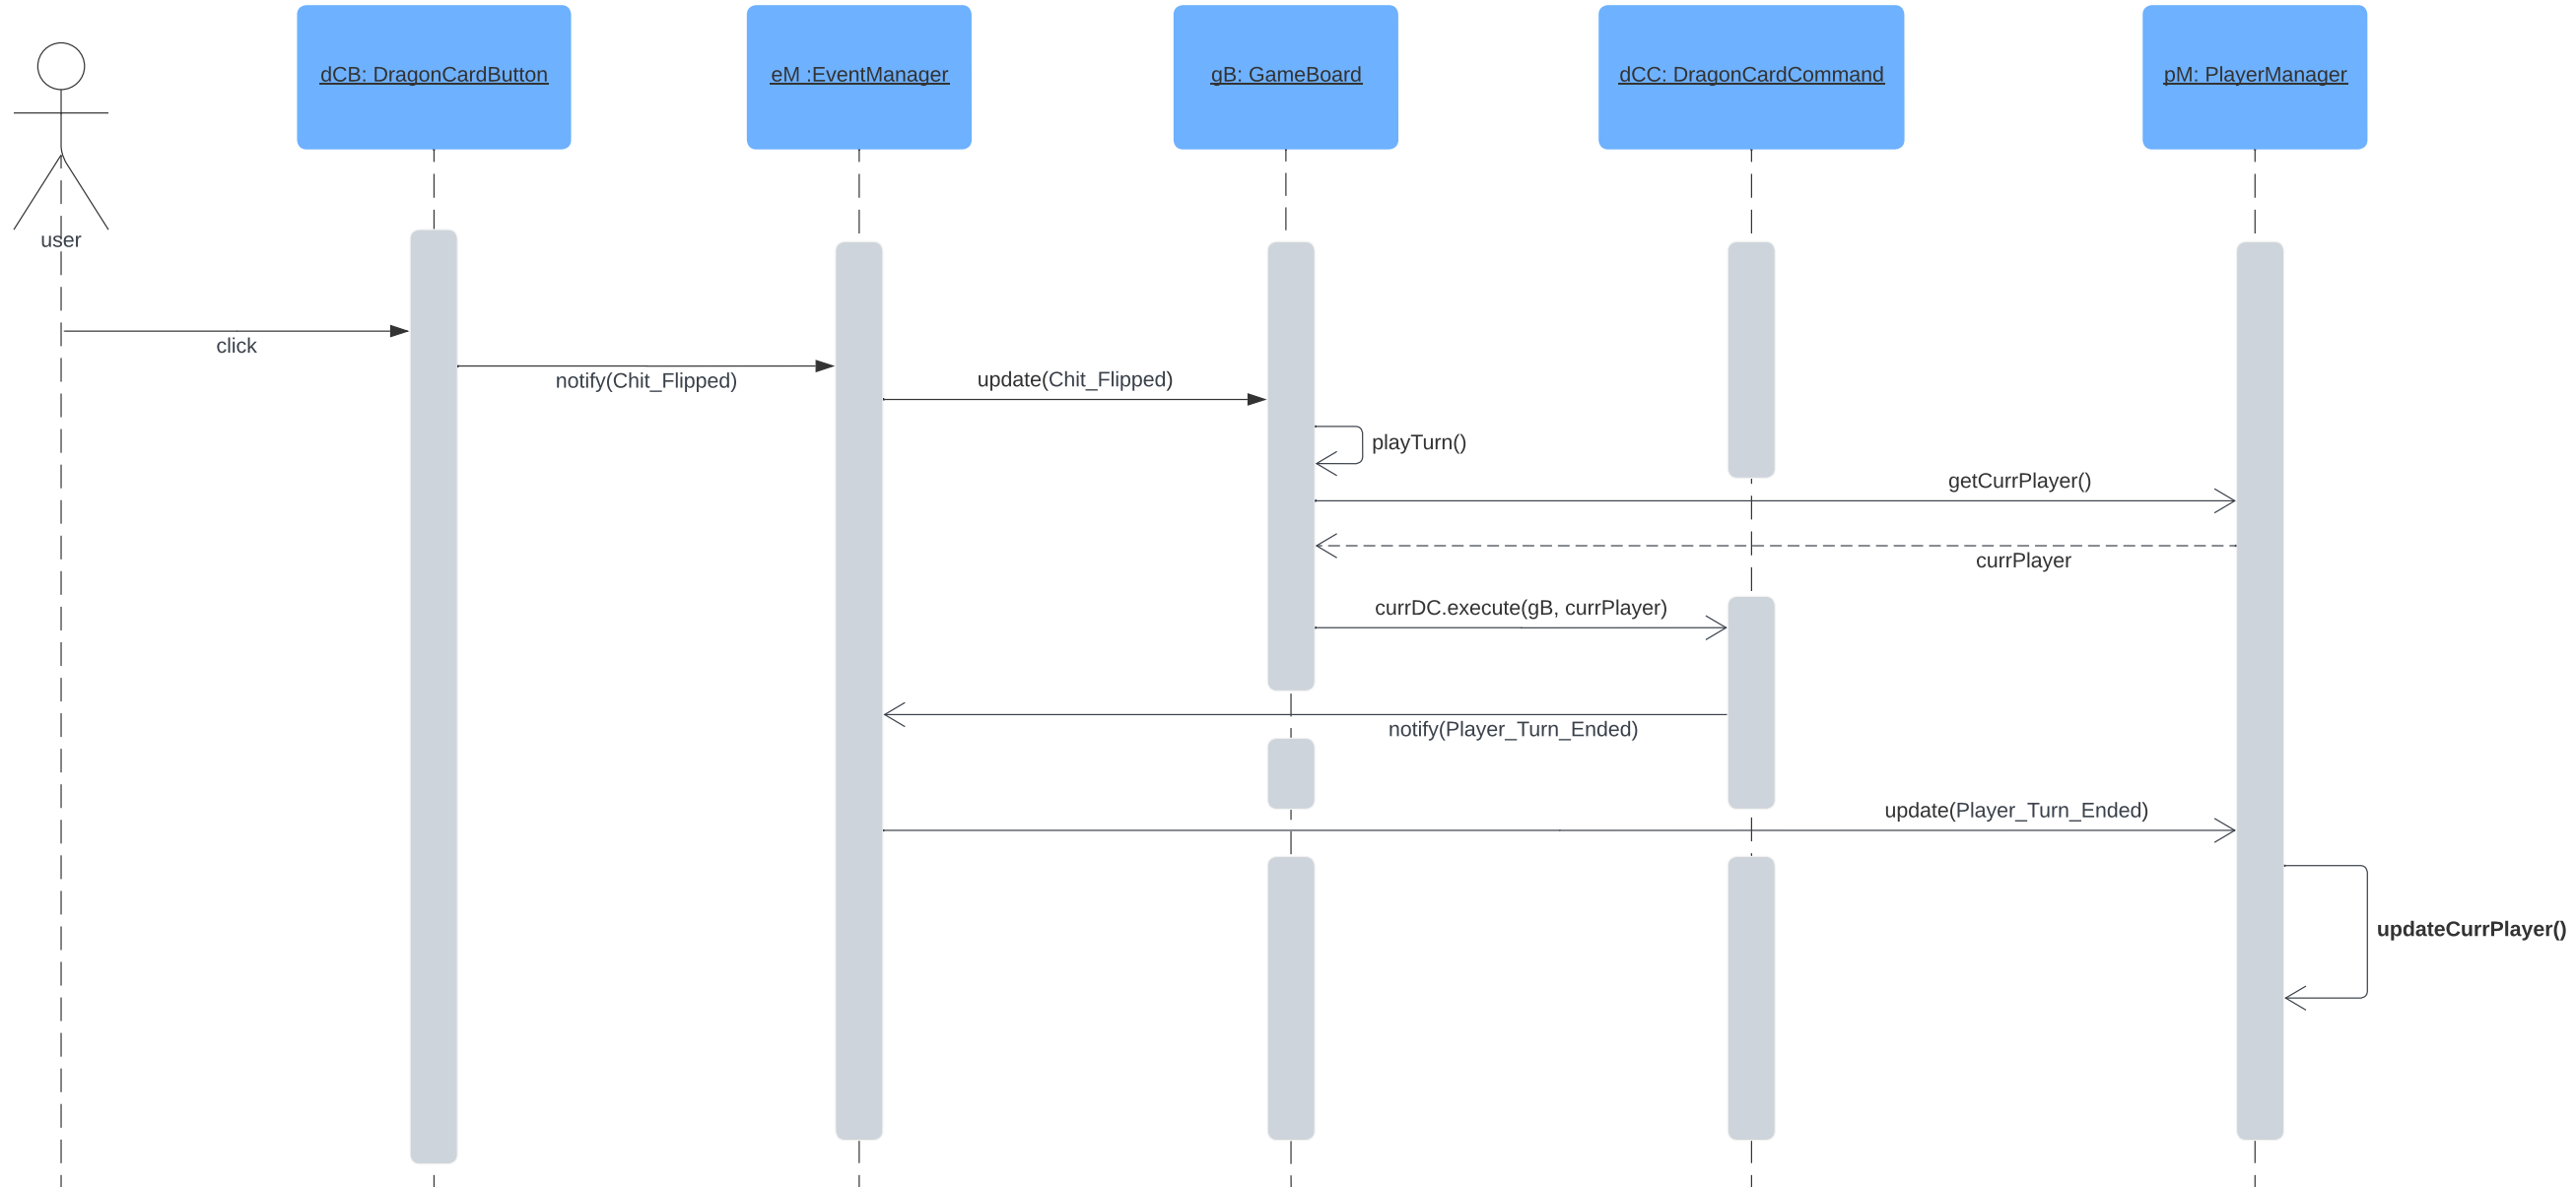 dCB: DragonCardButton
eM :EventManager
gB: GameBoard
dCC: DragonCardCommand
pM: PlayerManager
user
click
notify(Chit_Flipped)
update(Chit_Flipped)
playTurn()
getCurrPlayer()
currPlayer
currDC.execute(gB, currPlayer)
notify(Player_Turn_Ended)
update(Player_Turn_Ended)
updateCurrPlayer()